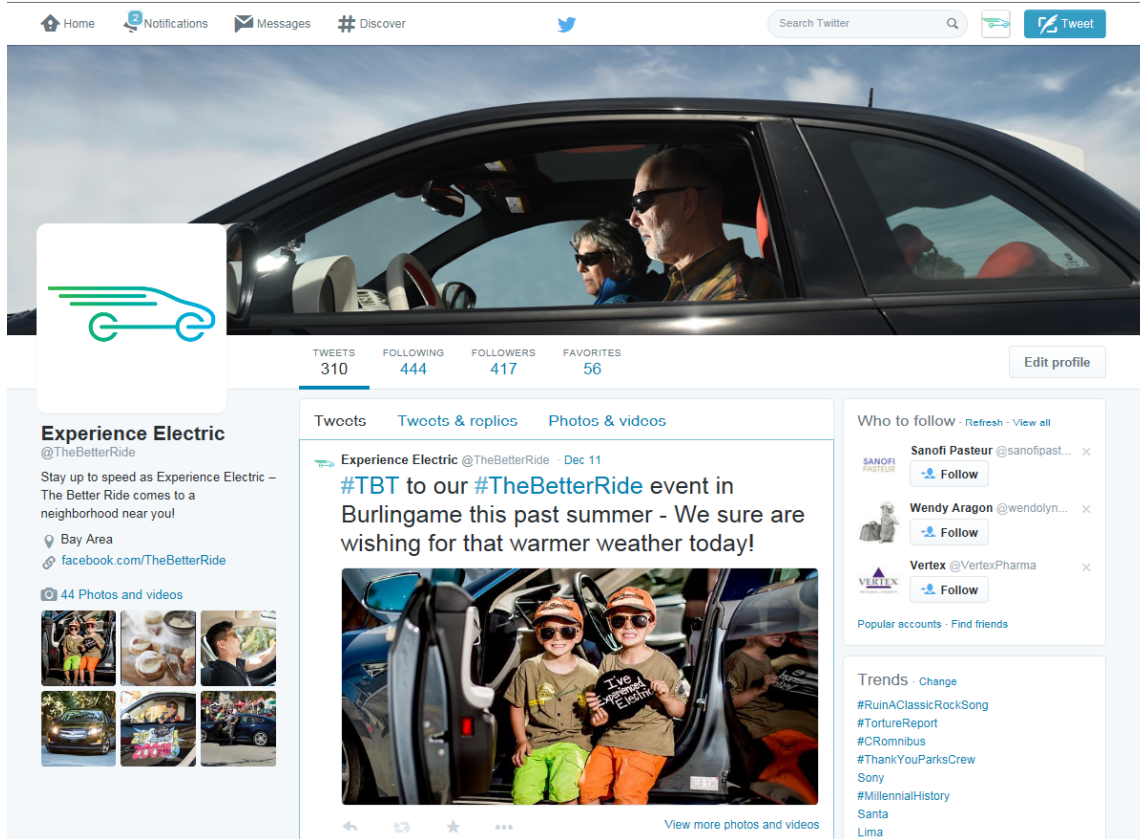 Home
2
Notifications
Messages
Discover
Search Twitter
Tweet
TWEETS
310
FOLLOWING
444
FOLLOWERS
417
FAVORITES
56
Edit profile
Experience Electric
@TheBetterRide
Stay up to speed as Experience Electric –
The Better Ride comes to a
neighborhood near you!
Bay Area
facebook.com/TheBetterRide
44 Photos and videos
ZOOM
Tweets
Tweets & replies
Photos & videos
Experience Electric @TheBetterRide · Dec 11
#TBT to our #TheBetterRide event in
Burlingame this past summer - We sure are
wishing for that warmer weather today!
I've
Experienced
Electric
View more photos and videos
Who to follow · Refresh · View all
SANOFI
PASTEUR
Sanofi Pasteur @sanofipast...
Follow
Wendy Aragon @wendolyn...
Follow
VERTEX
Vertex @VertexPharma
Follow
Popular accounts · Find friends
Trends · Change
#RuinAClassicRockSong
#TortureReport
#CRomnibus
#ThankYouParksCrew
Sony
#MillennialHistory
Santa
Lima